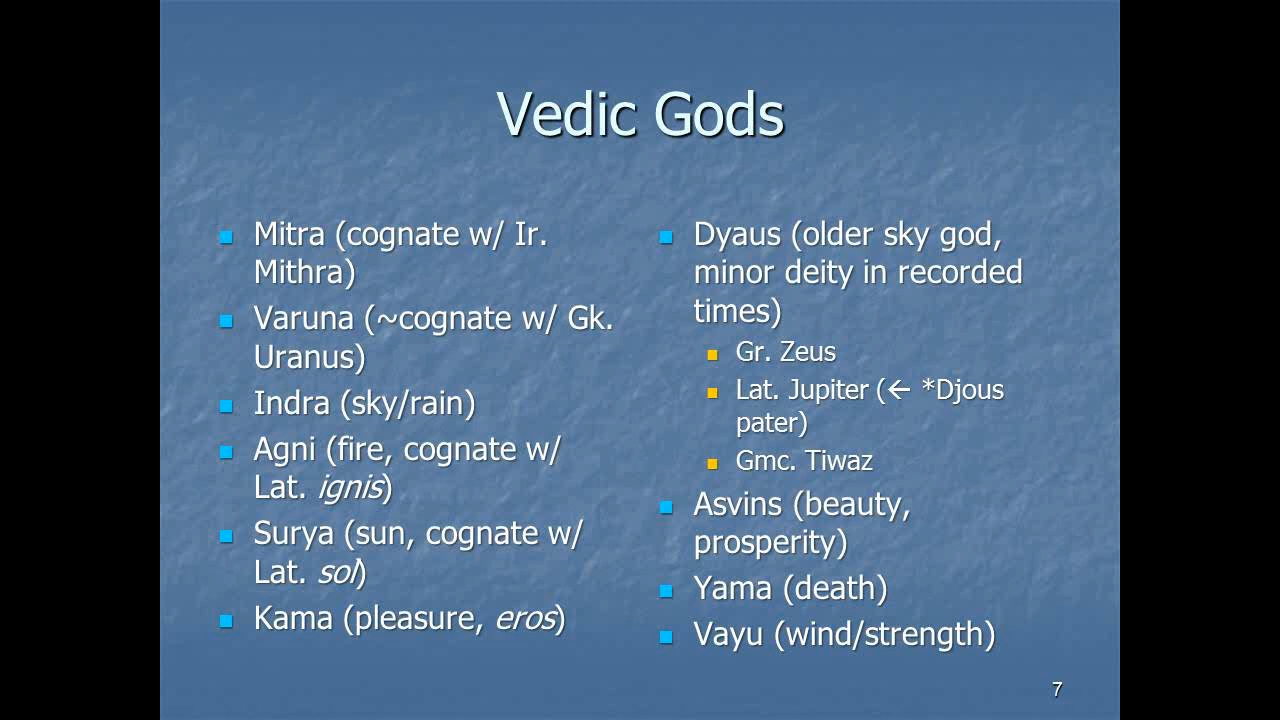 Vedic Gods
Mitra (cognate w/ Ir.
Mithra)
Varuna (~cognate w/ Gk.
Uranus)
Indra (sky/rain)
Agni (fire, cognate w/
Lat. ignis)
Surya (sun, cognate w/
Lat. sol)
Kama (pleasure, eros)
Dyaus (older sky god,
minor deity in recorded
times)
Gr. Zeus
Lat. Jupiter (← *Djous
pater)
Gmc. Tiwaz
Asvins (beauty,
prosperity)
Yama (death)
Vayu (wind/strength)
7